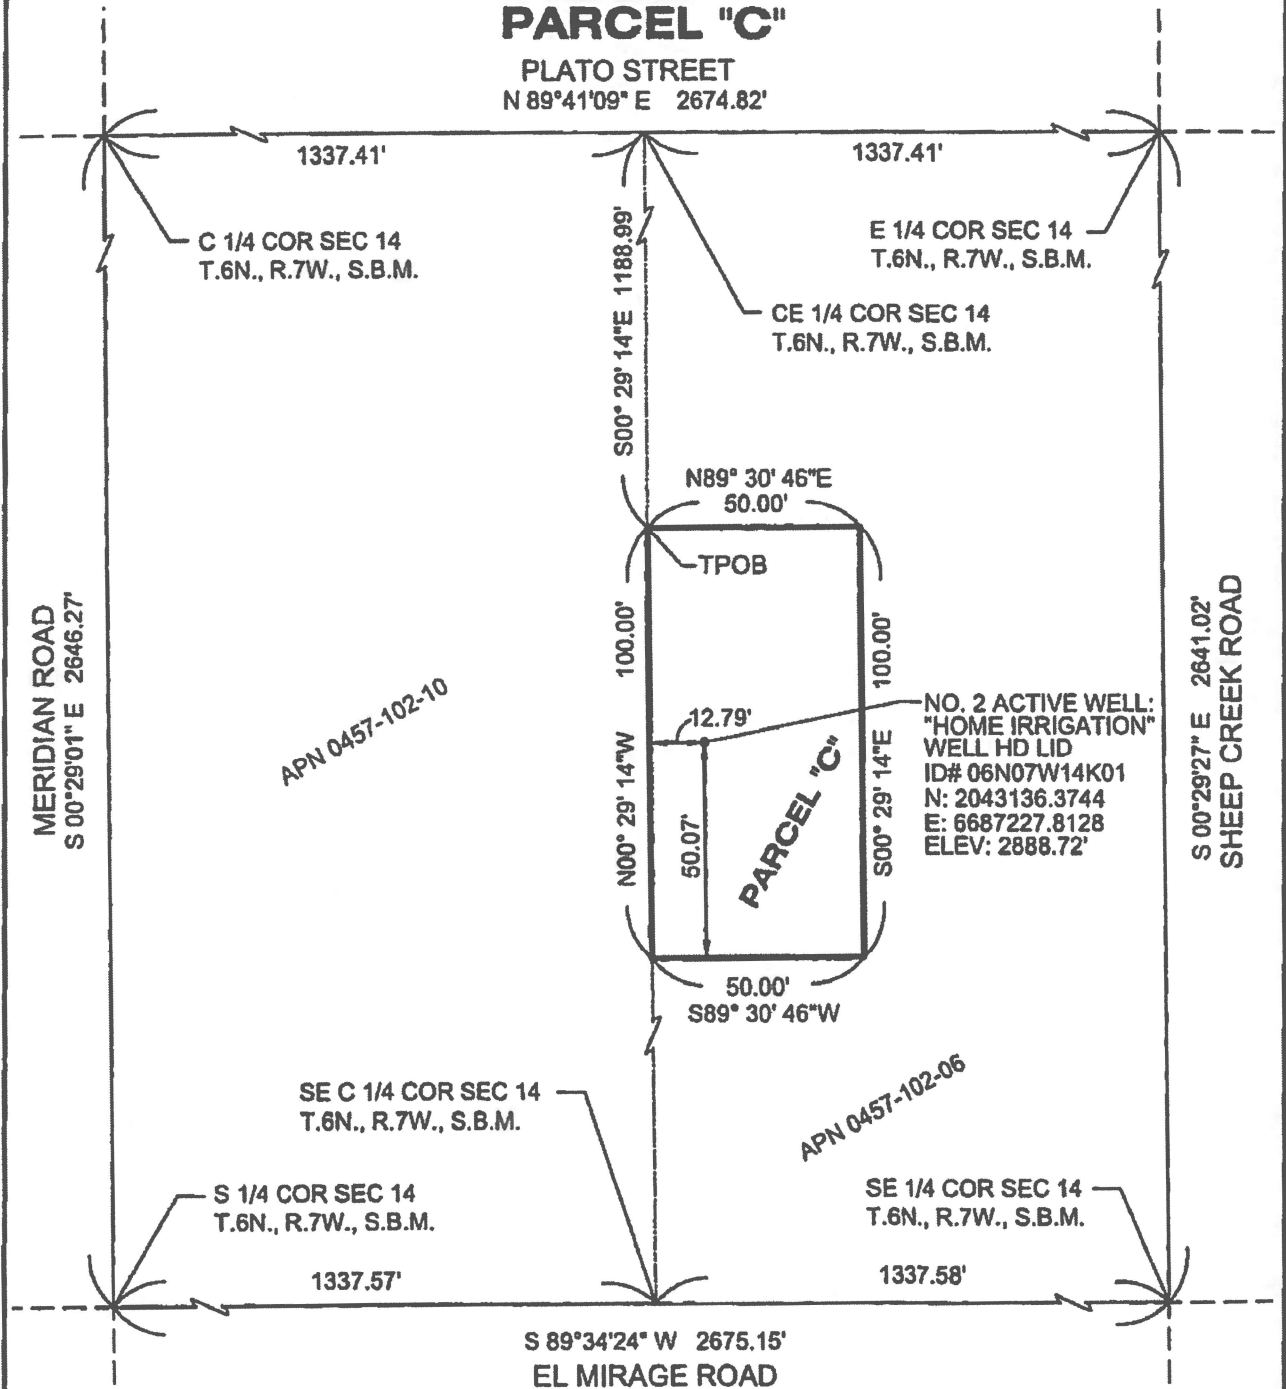 PARCEL "C"
PLATO STREET
N 89°41'09" E 2674.82'
1337.41'
1337.41'
C 1/4 COR SEC 14
T.6N., R.7W., S.B.M.
E 1/4 COR SEC 14
T.6N., R.7W., S.B.M.
S00° 29' 14"E 1188.99'
CE 1/4 COR SEC 14
T.6N., R.7W., S.B.M.
N89° 30' 46"E
50.00'
TPOB
MERIDIAN ROAD
S 00°29'01" E 2646.27'
APN 0457-102-10
N00° 29' 14"W 100.00'
12.79'
50.07'
PARCEL "C"
S00° 29' 14"E 100.00'
NO. 2 ACTIVE WELL:
"HOME IRRIGATION"
WELL HD LID
ID# 06N07W14K01
N: 2043136.3744
E: 6687227.8128
ELEV: 2888.72'
S 00°29'27" E 2641.02'
SHEEP CREEK ROAD
50.00'
S89° 30' 46"W
SE C 1/4 COR SEC 14
T.6N., R.7W., S.B.M.
APN 0457-102-06
S 1/4 COR SEC 14
T.6N., R.7W., S.B.M.
SE 1/4 COR SEC 14
T.6N., R.7W., S.B.M.
1337.57'
1337.58'
S 89°34'24" W 2675.15'
EL MIRAGE ROAD